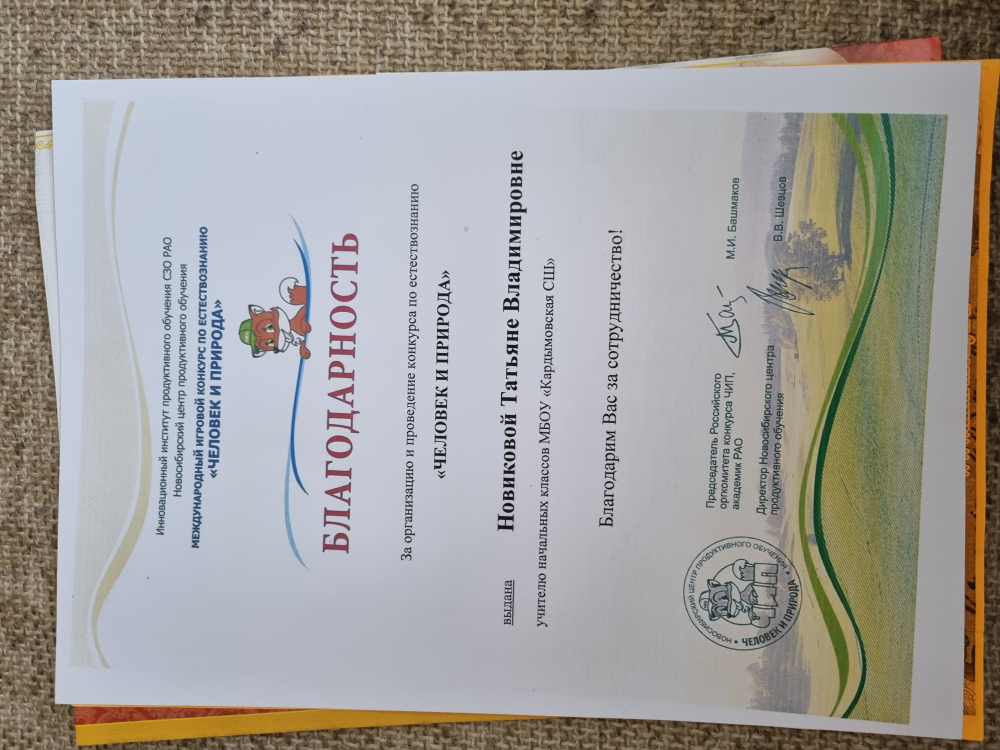 Инновационный институт продуктивного обучения СЗО РАО
Новосибирский центр продуктивного обучения
МЕЖДУНАРОДНЫЙ ИГРОВОЙ КОНКУРС ПО ЕСТЕСТВОЗНАНИЮ
«ЧЕЛОВЕК И ПРИРОДА»
БЛАГОДАРНОСТЬ
За организацию и проведение конкурса по естествознанию
«ЧЕЛОВЕК И ПРИРОДА»
выдана Новиковой Татьяне Владимировне
учителю начальных классов МБОУ «Кардымовская СШ»
Благодарим Вас за сотрудничество!
Председатель Российского
оргкомитета конкурса ЧИП,
академик РАО М.И. Башмаков
Директор Новосибирского центра
продуктивного обучения В.В. Шевцов
НОВОСИБИРСКИЙ ЦЕНТР ПРОДУКТИВНОГО ОБУЧЕНИЯ
• ЧЕЛОВЕК И ПРИРОДА •